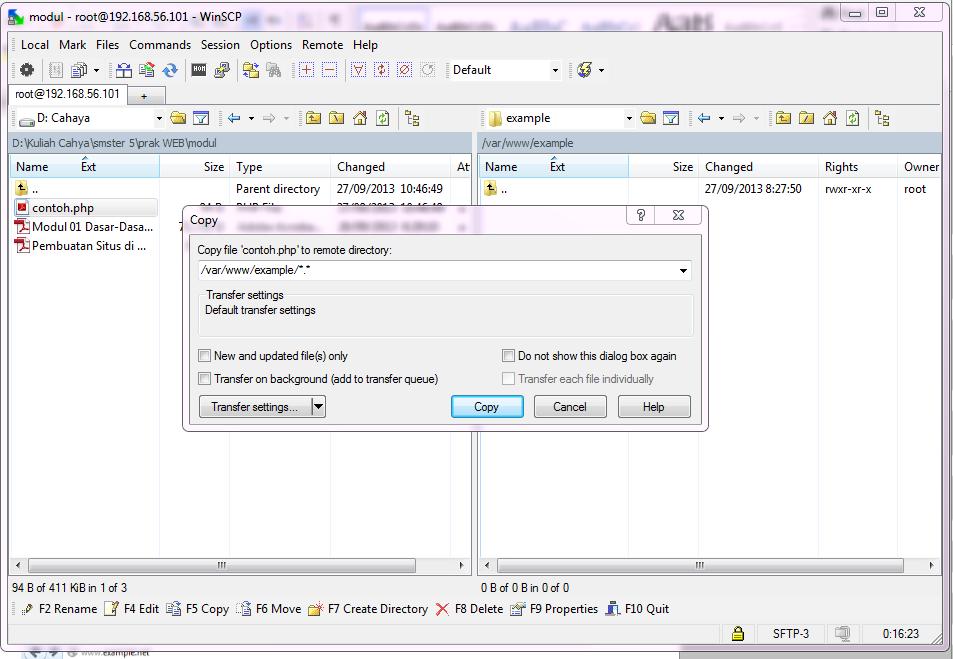 modul - root@192.168.56.101 - WinSCP
Local Mark Files Commands Session Options Remote Help
Default
root@192.168.56.101 +
D: Cahaya example
D:\Kuliah Cahya\smster 5\prak WEB\modul /var/www/example
Name Ext Size Type Changed At Name Ext Size Changed Rights Owner
.. Parent directory 27/09/2013 10:46:49 .. 27/09/2013 8:27:50 rwxr-xr-x root
contoh.php
Modul 01 Dasar-Dasa...
Pembuatan Situs di ...
Copy
?
Copy file 'contoh.php' to remote directory:
/var/www/example/*.*
Transfer settings
Default transfer settings
New and updated file(s) only Do not show this dialog box again
Transfer on background (add to transfer queue) Transfer each file individually
Transfer settings... Copy Cancel Help
94 B of 411 KiB in 1 of 3 0 B of 0 B in 0 of 0
F2 Rename F4 Edit F5 Copy F6 Move F7 Create Directory F8 Delete F9 Properties F10 Quit
SFTP-3 0:16:23
www.example.net